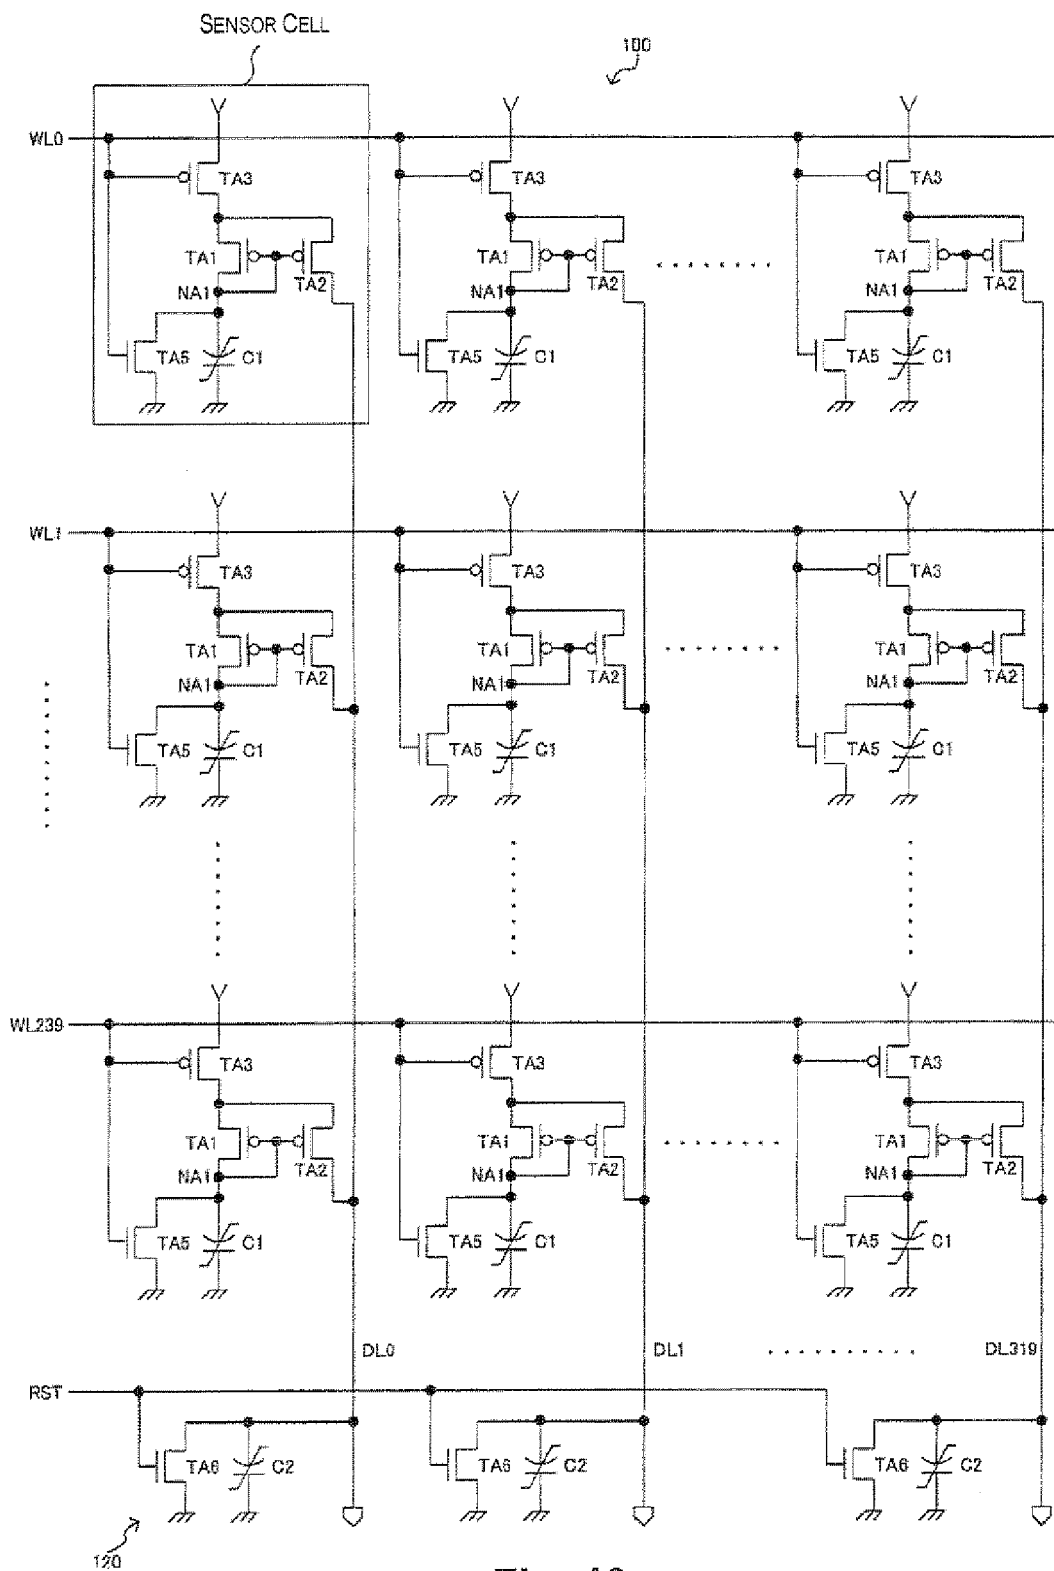 SENSOR CELL
100
WL0
TA3 TA3 TA3
TA1 TA2 TA1 TA2 TA1 TA2
NA1 NA1 NA1
TA5 C1 TA5 C1 TA5 C1
WL1
TA3 TA3 TA3
TA1 TA2 TA1 TA2 TA1 TA2
NA1 NA1 NA1
TA5 C1 TA5 C1 TA5 C1
WL239
TA3 TA3 TA3
TA1 TA2 TA1 TA2 TA1 TA2
NA1 NA1 NA1
TA5 C1 TA5 C1 TA5 C1
DL0 DL1 DL319
RST
TA6 C2 TA6 C2 TA6 C2
120